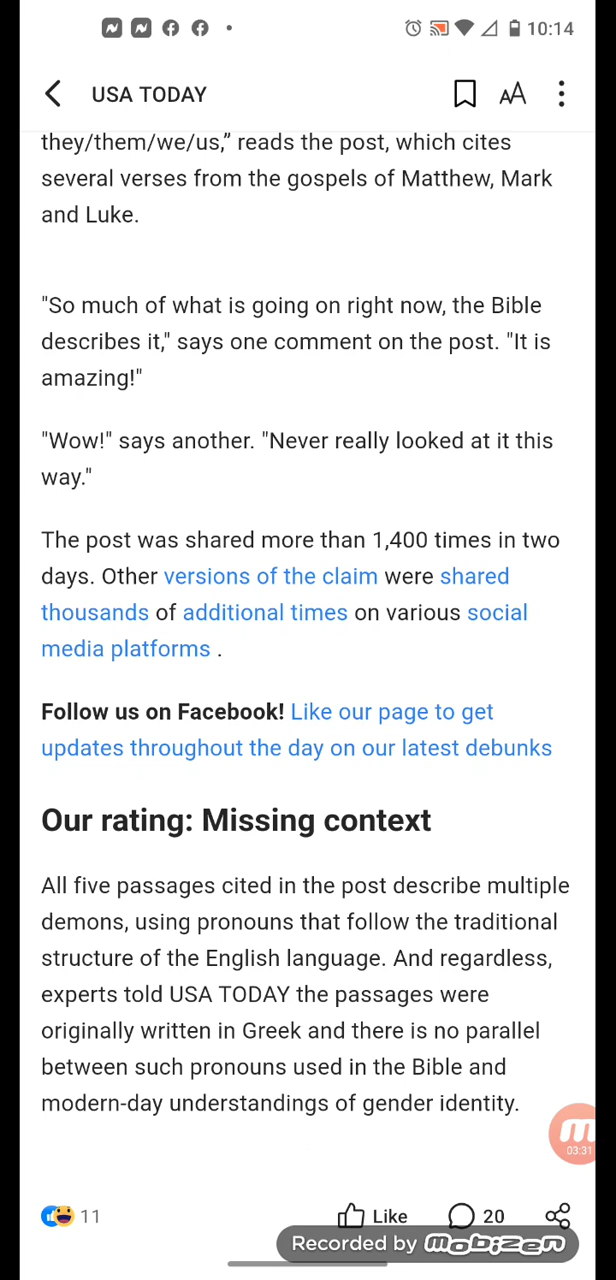 10:14
USA TODAY
AA
they/them/we/us,” reads the post, which cites
several verses from the gospels of Matthew, Mark
and Luke.
"So much of what is going on right now, the Bible
describes it," says one comment on the post. "It is
amazing!"
"Wow!" says another. "Never really looked at it this
way."
The post was shared more than 1,400 times in two
days. Other versions of the claim were shared
thousands of additional times on various social
media platforms .
Follow us on Facebook! Like our page to get
updates throughout the day on our latest debunks
Our rating: Missing context
All five passages cited in the post describe multiple
demons, using pronouns that follow the traditional
structure of the English language. And regardless,
experts told USA TODAY the passages were
originally written in Greek and there is no parallel
between such pronouns used in the Bible and
modern-day understandings of gender identity.
03:31
11 Like 20
Recorded by mobizen